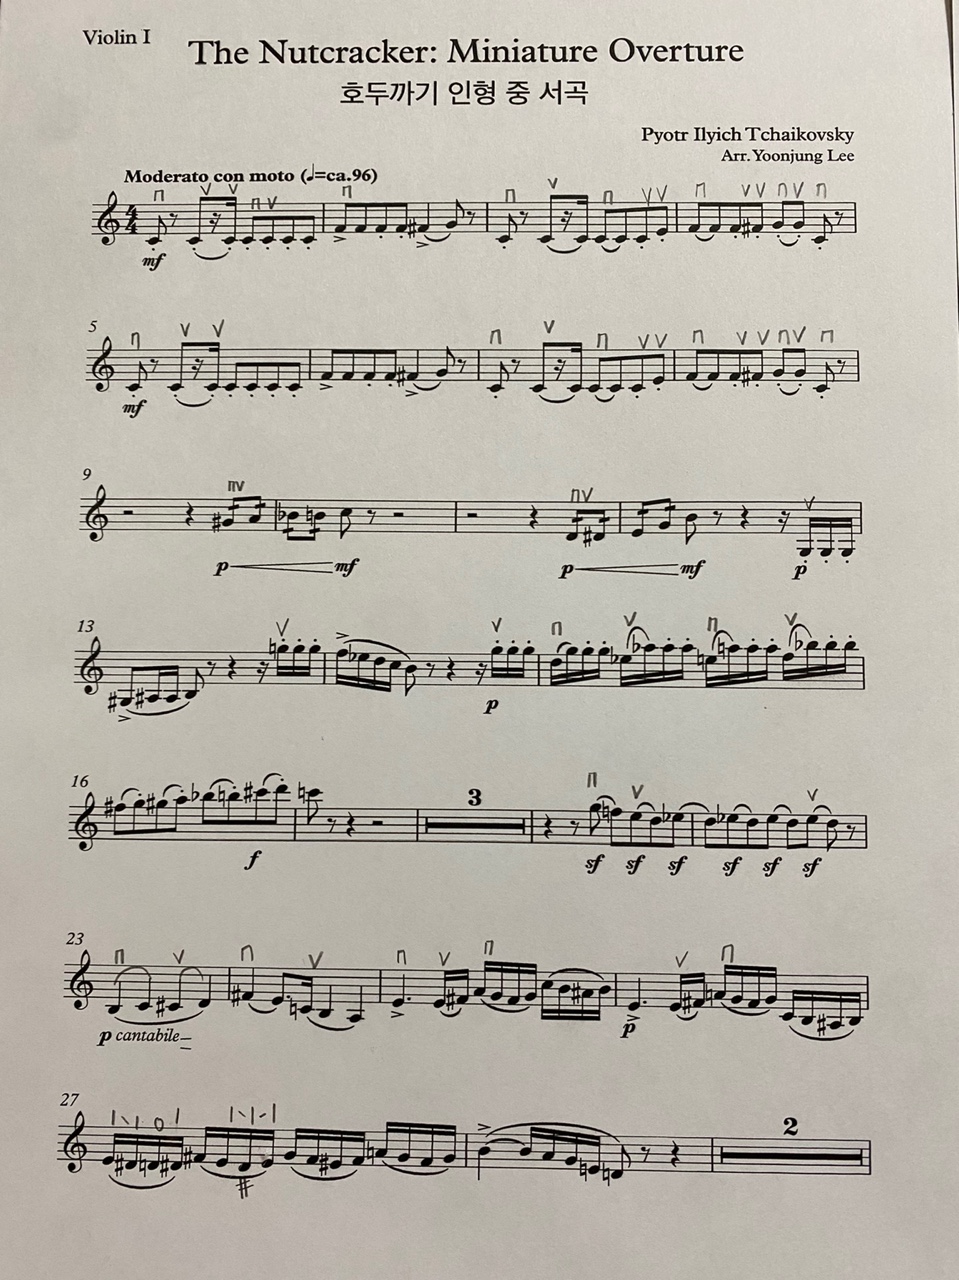 Violin I
The Nutcracker: Miniature Overture
호두까기 인형 중 서곡
Pyotr Ilyich Tchaikovsky
Arr. Yoonjung Lee
Moderato con moto (♩=ca.96)
mf
5
mf
9
p mf p mf p
13
p
16
3
f sf sf sf sf sf sf
23
p cantabile
p
27
2